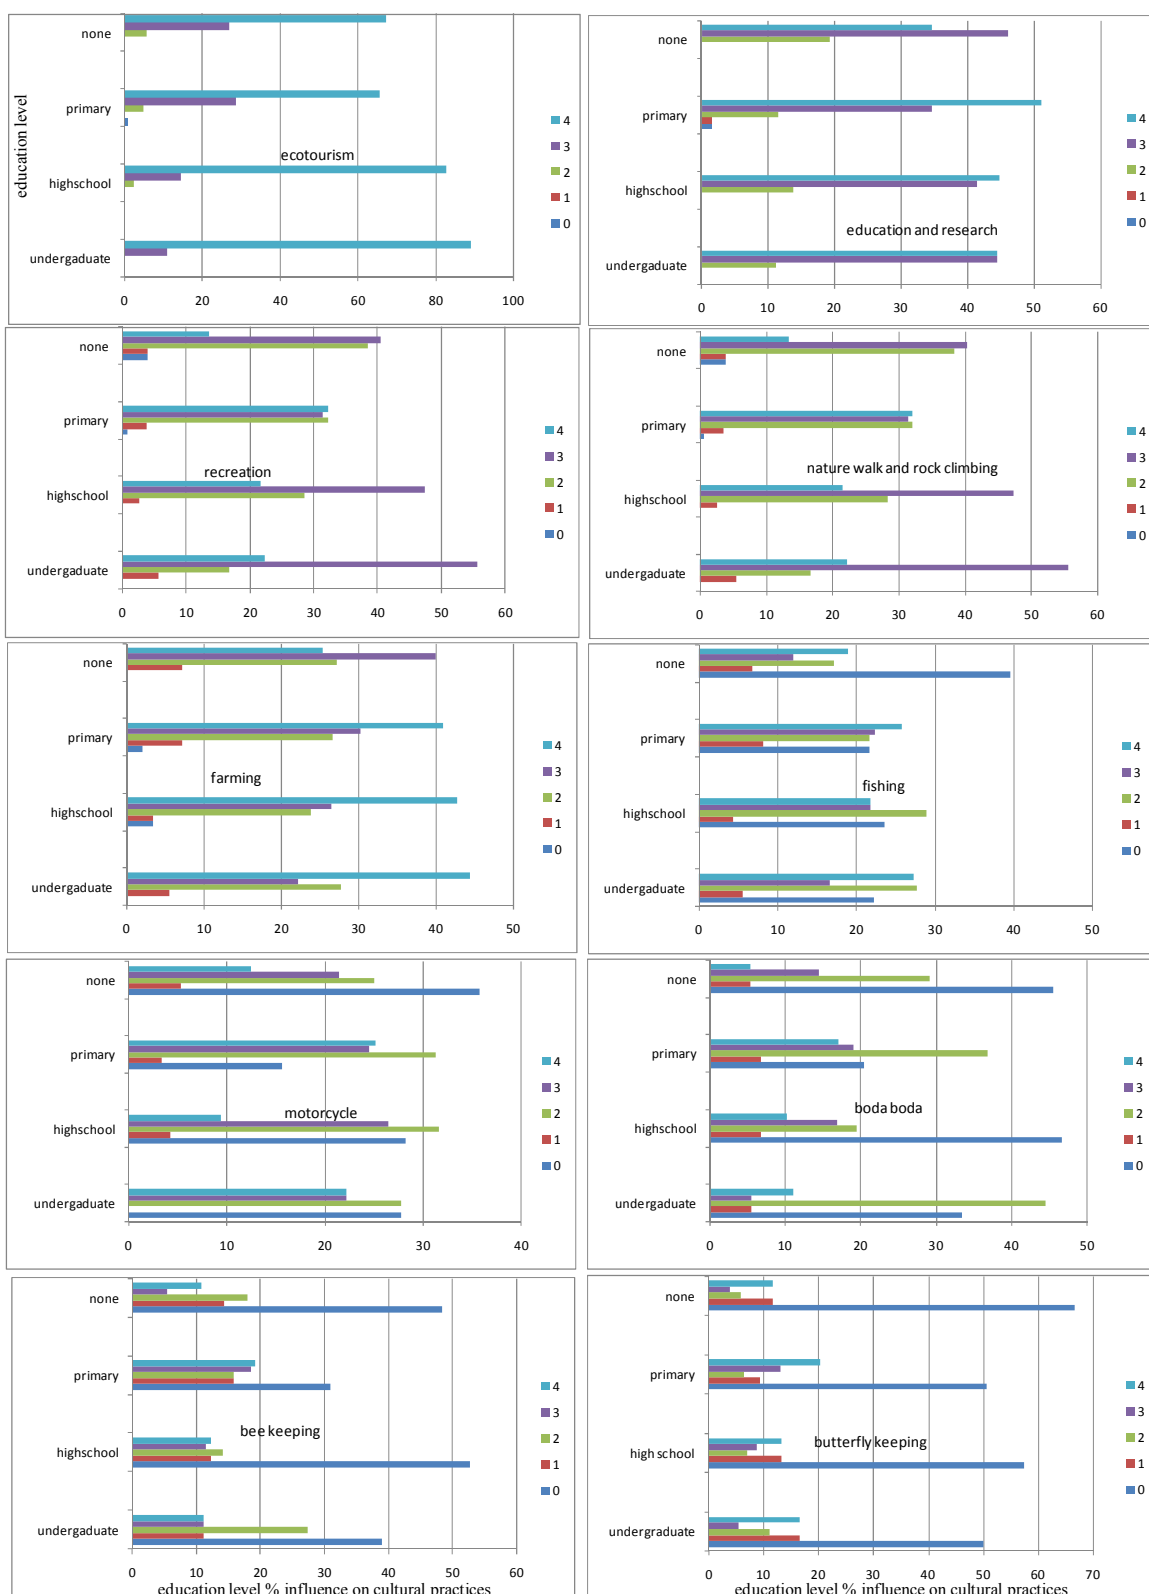 none
primary
highschool
undergaduate
education level
ecotourism
4
3
2
1
0
0 20 40 60 80 100
none
primary
highschool
undergaduate
education and research
4
3
2
1
0
0 10 20 30 40 50 60
none
primary
highschool
undergaduate
recreation
4
3
2
1
0
0 10 20 30 40 50 60
none
primary
highschool
undergaduate
nature walk and rock climbing
4
3
2
1
0
0 10 20 30 40 50 60
none
primary
highschool
undergaduate
farming
4
3
2
1
0
0 10 20 30 40 50
none
primary
highschool
undergaduate
fishing
4
3
2
1
0
0 10 20 30 40 50
none
primary
highschool
undergaduate
motorcycle
4
3
2
1
0
0 10 20 30 40
none
primary
highschool
undergaduate
boda boda
4
3
2
1
0
0 10 20 30 40 50
none
primary
highschool
undergaduate
bee keeping
4
3
2
1
0
0 10 20 30 40 50 60
education level % influence on cultural practices
none
primary
high school
undergraduate
butterfly keeping
4
3
2
1
0
0 10 20 30 40 50 60 70
education level % influence on cultural practices